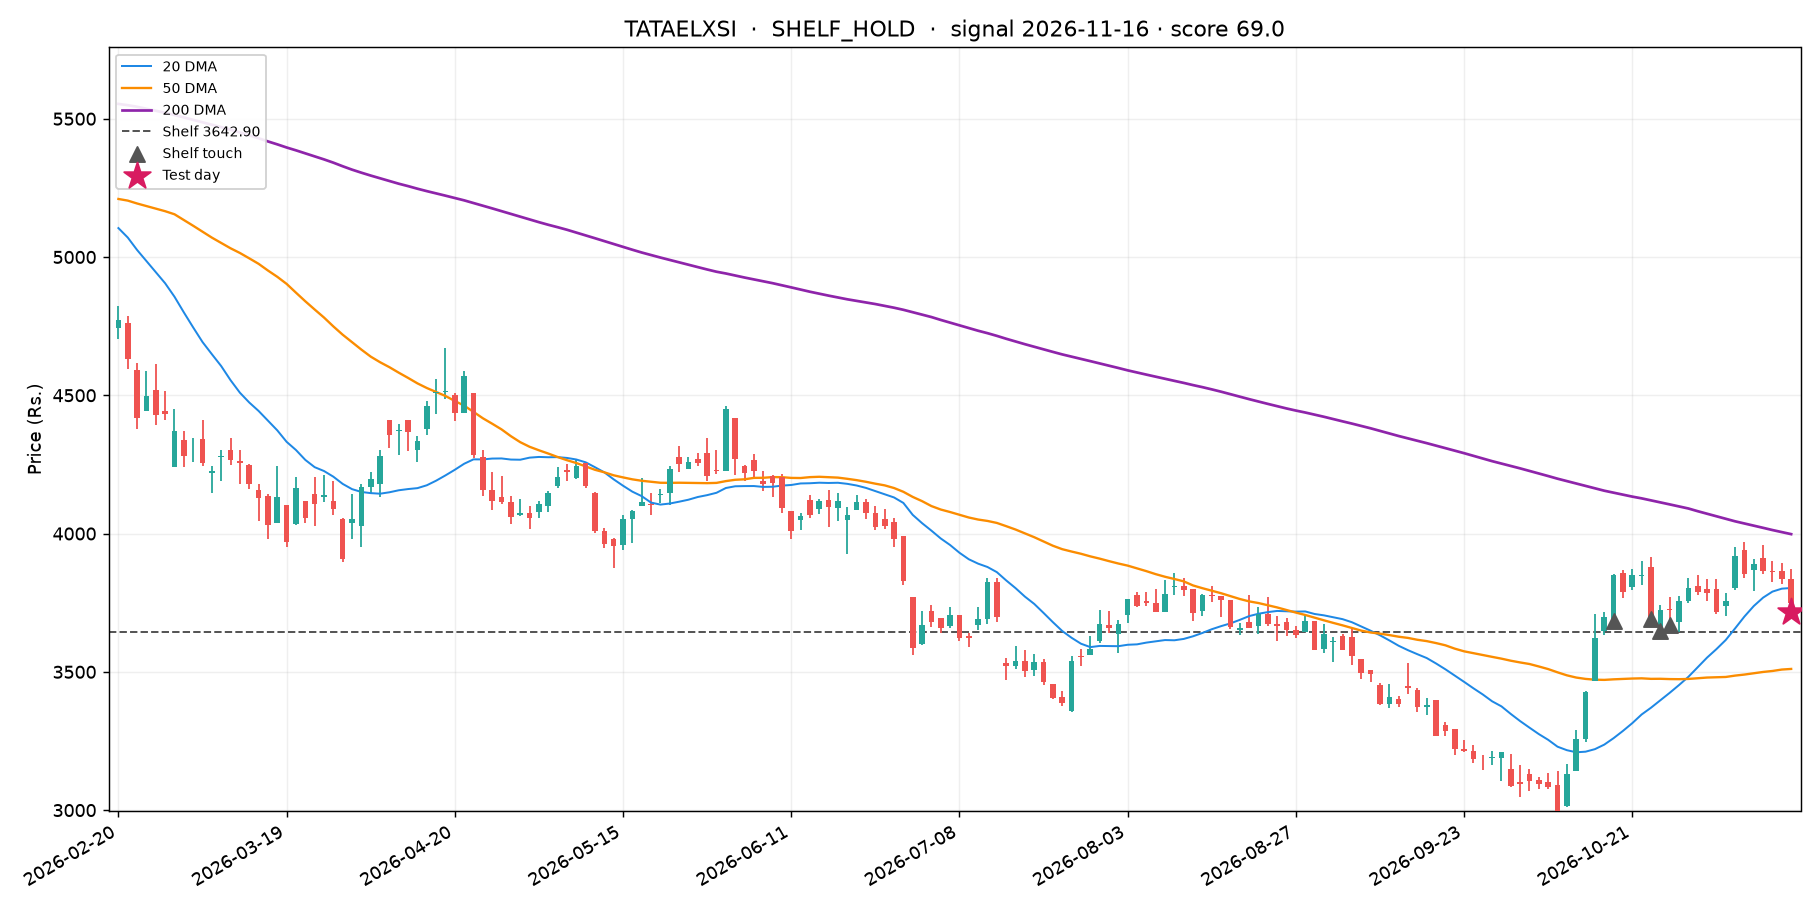 TATAELXSI · SHELF_HOLD · signal 2026-11-16 · score 69.0
20 DMA
50 DMA
200 DMA
Shelf 3642.90
Shelf touch
Test day
Price (Rs.)
5500
5000
4500
4000
3500
3000
2026-02-20
2026-03-19
2026-04-20
2026-05-15
2026-06-11
2026-07-08
2026-08-03
2026-08-27
2026-09-23
2026-10-21